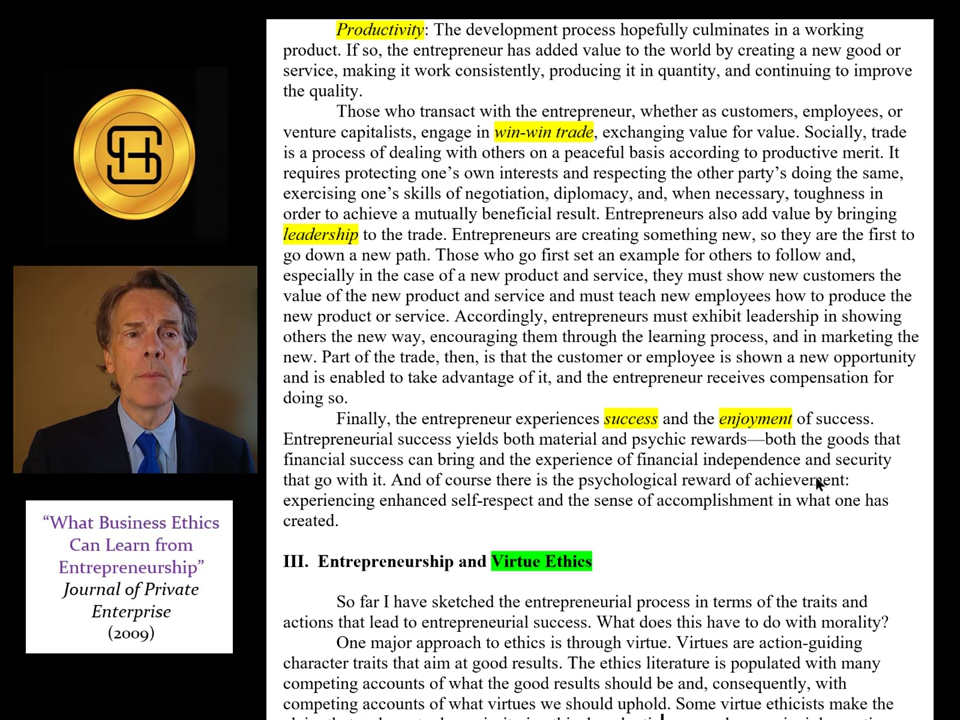 “What Business Ethics
Can Learn from
Entrepreneurship”
Journal of Private
Enterprise
(2009)
Productivity: The development process hopefully culminates in a working
product. If so, the entrepreneur has added value to the world by creating a new good or
service, making it work consistently, producing it in quantity, and continuing to improve
the quality.
Those who transact with the entrepreneur, whether as customers, employees, or
venture capitalists, engage in win-win trade, exchanging value for value. Socially, trade
is a process of dealing with others on a peaceful basis according to productive merit. It
requires protecting one’s own interests and respecting the other party’s doing the same,
exercising one’s skills of negotiation, diplomacy, and, when necessary, toughness in
order to achieve a mutually beneficial result. Entrepreneurs also add value by bringing
leadership to the trade. Entrepreneurs are creating something new, so they are the first to
go down a new path. Those who go first set an example for others to follow and,
especially in the case of a new product and service, they must show new customers the
value of the new product and service and must teach new employees how to produce the
new product or service. Accordingly, entrepreneurs must exhibit leadership in showing
others the new way, encouraging them through the learning process, and in marketing the
new. Part of the trade, then, is that the customer or employee is shown a new opportunity
and is enabled to take advantage of it, and the entrepreneur receives compensation for
doing so.
Finally, the entrepreneur experiences success and the enjoyment of success.
Entrepreneurial success yields both material and psychic rewards—both the goods that
financial success can bring and the experience of financial independence and security
that go with it. And of course there is the psychological reward of achievement:
experiencing enhanced self-respect and the sense of accomplishment in what one has
created.
III. Entrepreneurship and Virtue Ethics
So far I have sketched the entrepreneurial process in terms of the traits and
actions that lead to entrepreneurial success. What does this have to do with morality?
One major approach to ethics is through virtue. Virtues are action-guiding
character traits that aim at good results. The ethics literature is populated with many
competing accounts of what the good results should be and, consequently, with
competing accounts of what virtues we should uphold. Some virtue ethicists make the